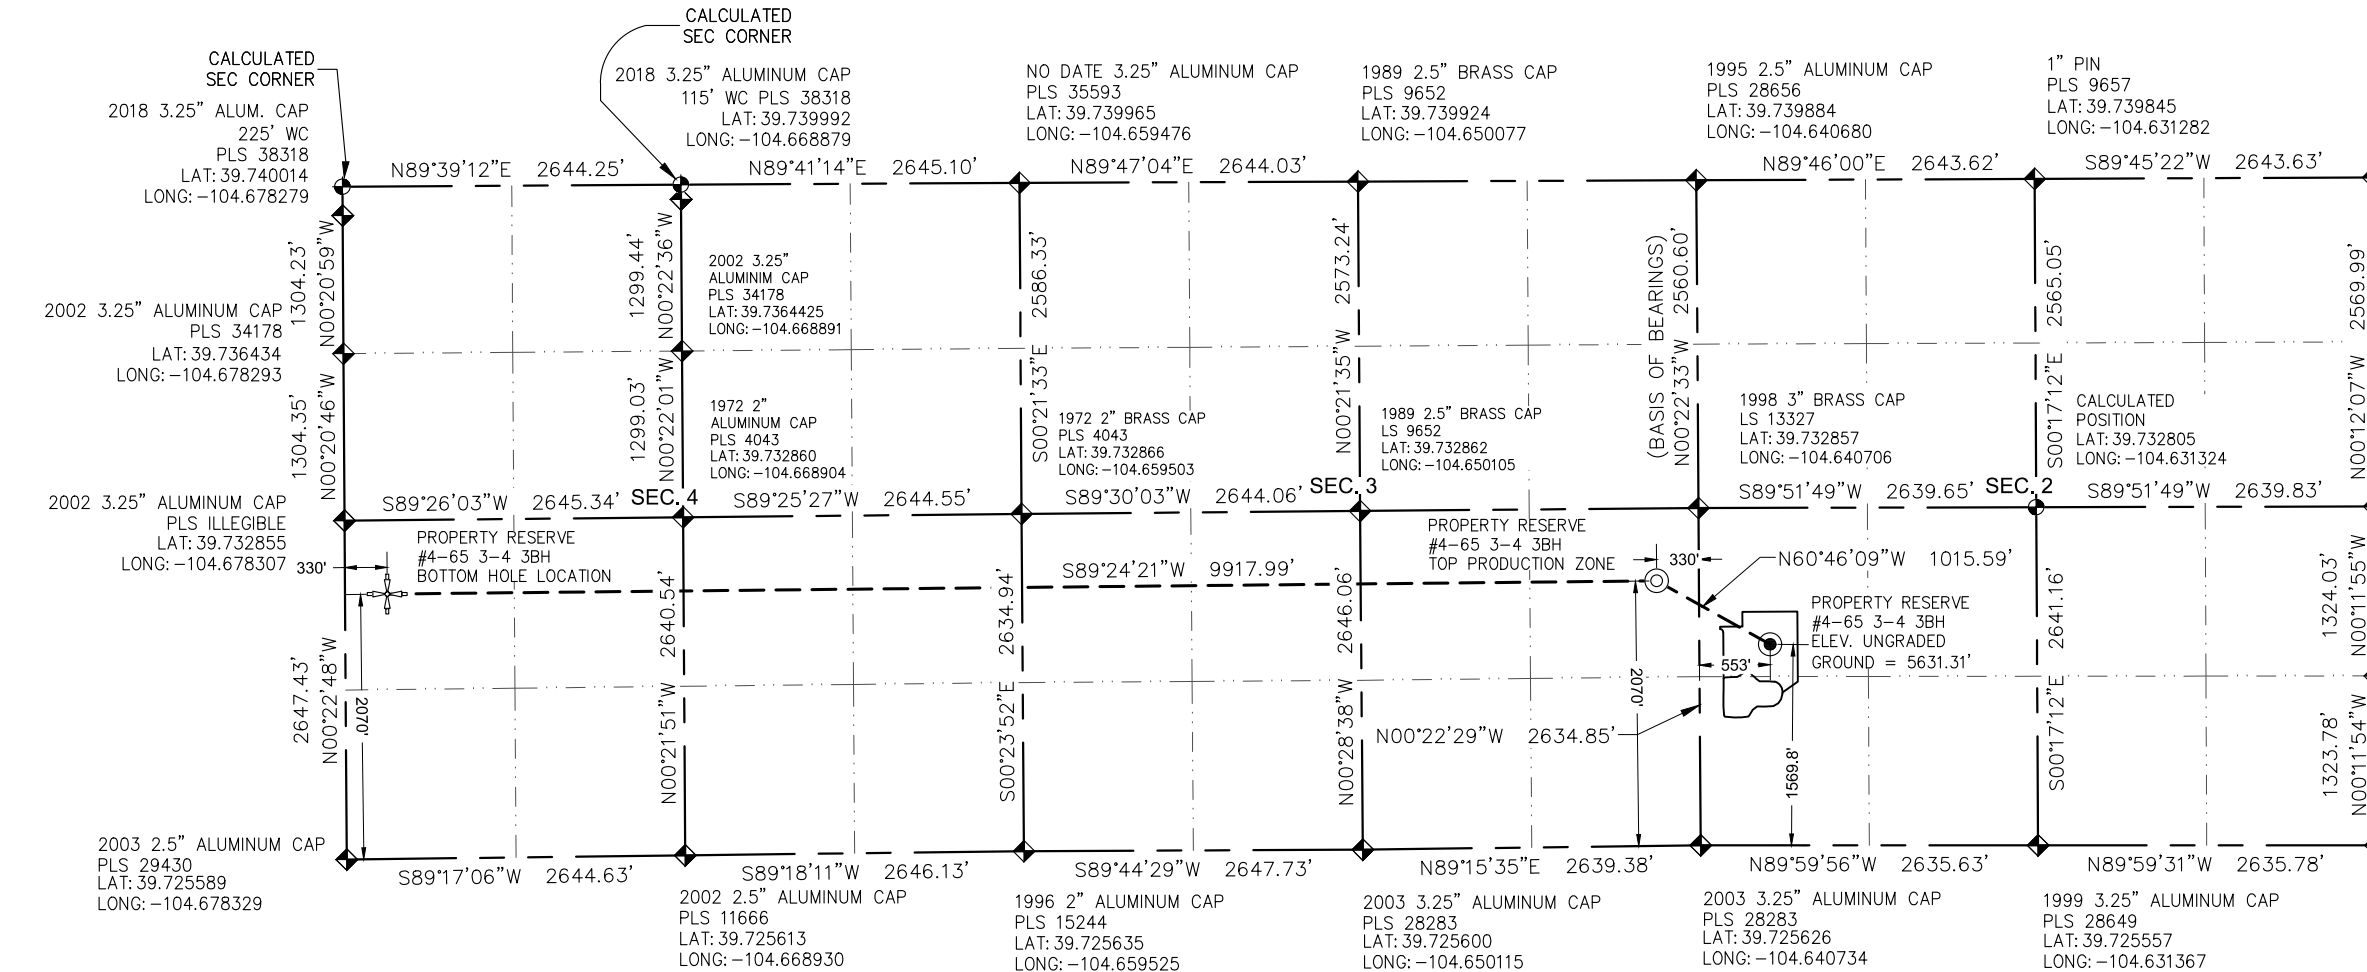 CALCULATED
SEC CORNER
CALCULATED
SEC CORNER
2018 3.25" ALUM. CAP
225' WC
PLS 38318
LAT: 39.740014
LONG: -104.678279
2018 3.25" ALUMINUM CAP
115' WC PLS 38318
LAT: 39.739992
LONG: -104.668879
NO DATE 3.25" ALUMINUM CAP
PLS 35593
LAT: 39.739965
LONG: -104.659476
1989 2.5" BRASS CAP
PLS 9652
LAT: 39.739924
LONG: -104.650077
1995 2.5" ALUMINUM CAP
PLS 28656
LAT: 39.739884
LONG: -104.640680
1" PIN
PLS 9657
LAT: 39.739845
LONG: -104.631282
N89°39'12"E 2644.25'
N89°41'14"E 2645.10'
N89°47'04"E 2644.03'
N89°46'00"E 2643.62'
S89°45'22"W 2643.63'
1304.23'
N00°20'59"W
1299.44'
N00°22'36"W
S00°21'33"E 2586.33'
N00°21'35"W 2573.24'
(BASIS OF BEARINGS)
N00°22'33"W 2560.60'
S00°17'12"E 2565.05'
N00°12'07"W 2569.99'
2002 3.25" ALUMINUM CAP
PLS 34178
LAT: 39.736434
LONG: -104.678293
2002 3.25"
ALUMINIM CAP
PLS 34178
LAT: 39.7364425
LONG: -104.668891
1304.35'
N00°20'46"W
1299.03'
N00°22'01"W
1972 2"
ALUMINUM CAP
PLS 4043
LAT: 39.732860
LONG: -104.668904
1972 2" BRASS CAP
PLS 4043
LAT: 39.732866
LONG: -104.659503
1989 2.5" BRASS CAP
LS 9652
LAT: 39.732862
LONG: -104.650105
1998 3" BRASS CAP
LS 13327
LAT: 39.732857
LONG: -104.640706
CALCULATED
POSITION
LAT: 39.732805
LONG: -104.631324
2002 3.25" ALUMINUM CAP
PLS ILLEGIBLE
LAT: 39.732855
LONG: -104.678307
S89°26'03"W 2645.34'
SEC. 4
S89°25'27"W 2644.55'
S89°30'03"W 2644.06'
SEC. 3
S89°51'49"W 2639.65'
SEC. 2
S89°51'49"W 2639.83'
PROPERTY RESERVE
#4-65 3-4 3BH
BOTTOM HOLE LOCATION
330'
S89°24'21"W 9917.99'
PROPERTY RESERVE
#4-65 3-4 3BH
TOP PRODUCTION ZONE
330'
N60°46'09"W 1015.59'
PROPERTY RESERVE
#4-65 3-4 3BH
ELEV. UNGRADED
GROUND = 5631.31'
553'
2070'
2070'
1569.8'
2647.43'
N00°22'48"W
N00°21'51"W 2640.54'
S00°23'52"E 2634.94'
N00°28'38"W 2646.06'
N00°22'29"W 2634.85'
S00°17'12"E 2641.16'
1324.03'
N00°11'55"W
1323.78'
N00°11'54"W
2003 2.5" ALUMINUM CAP
PLS 29430
LAT: 39.725589
LONG: -104.678329
S89°17'06"W 2644.63'
S89°18'11"W 2646.13'
S89°44'29"W 2647.73'
N89°15'35"E 2639.38'
N89°59'56"W 2635.63'
N89°59'31"W 2635.78'
2002 2.5" ALUMINUM CAP
PLS 11666
LAT: 39.725613
LONG: -104.668930
1996 2" ALUMINUM CAP
PLS 15244
LAT: 39.725635
LONG: -104.659525
2003 3.25" ALUMINUM CAP
PLS 28283
LAT: 39.725600
LONG: -104.650115
2003 3.25" ALUMINUM CAP
PLS 28283
LAT: 39.725626
LONG: -104.640734
1999 3.25" ALUMINUM CAP
PLS 28649
LAT: 39.725557
LONG: -104.631367